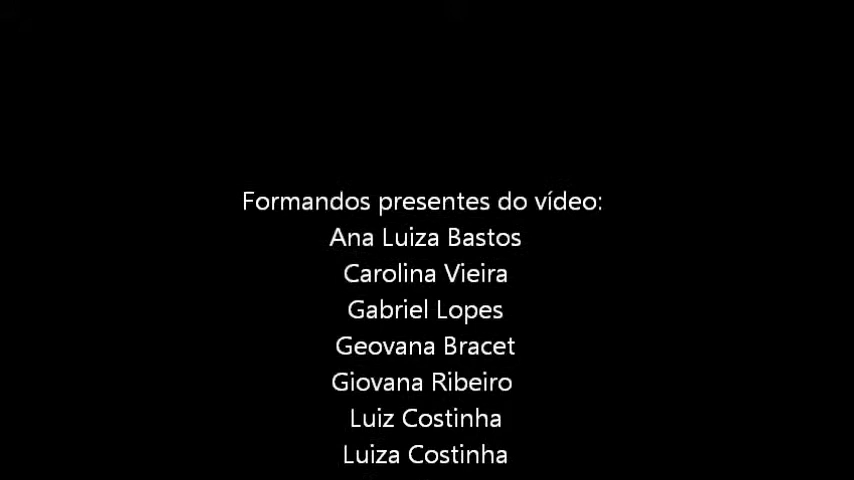 Formandos presentes do vídeo:
Ana Luiza Bastos
Carolina Vieira
Gabriel Lopes
Geovana Bracet
Giovana Ribeiro
Luiz Costinha
Luiza Costinha